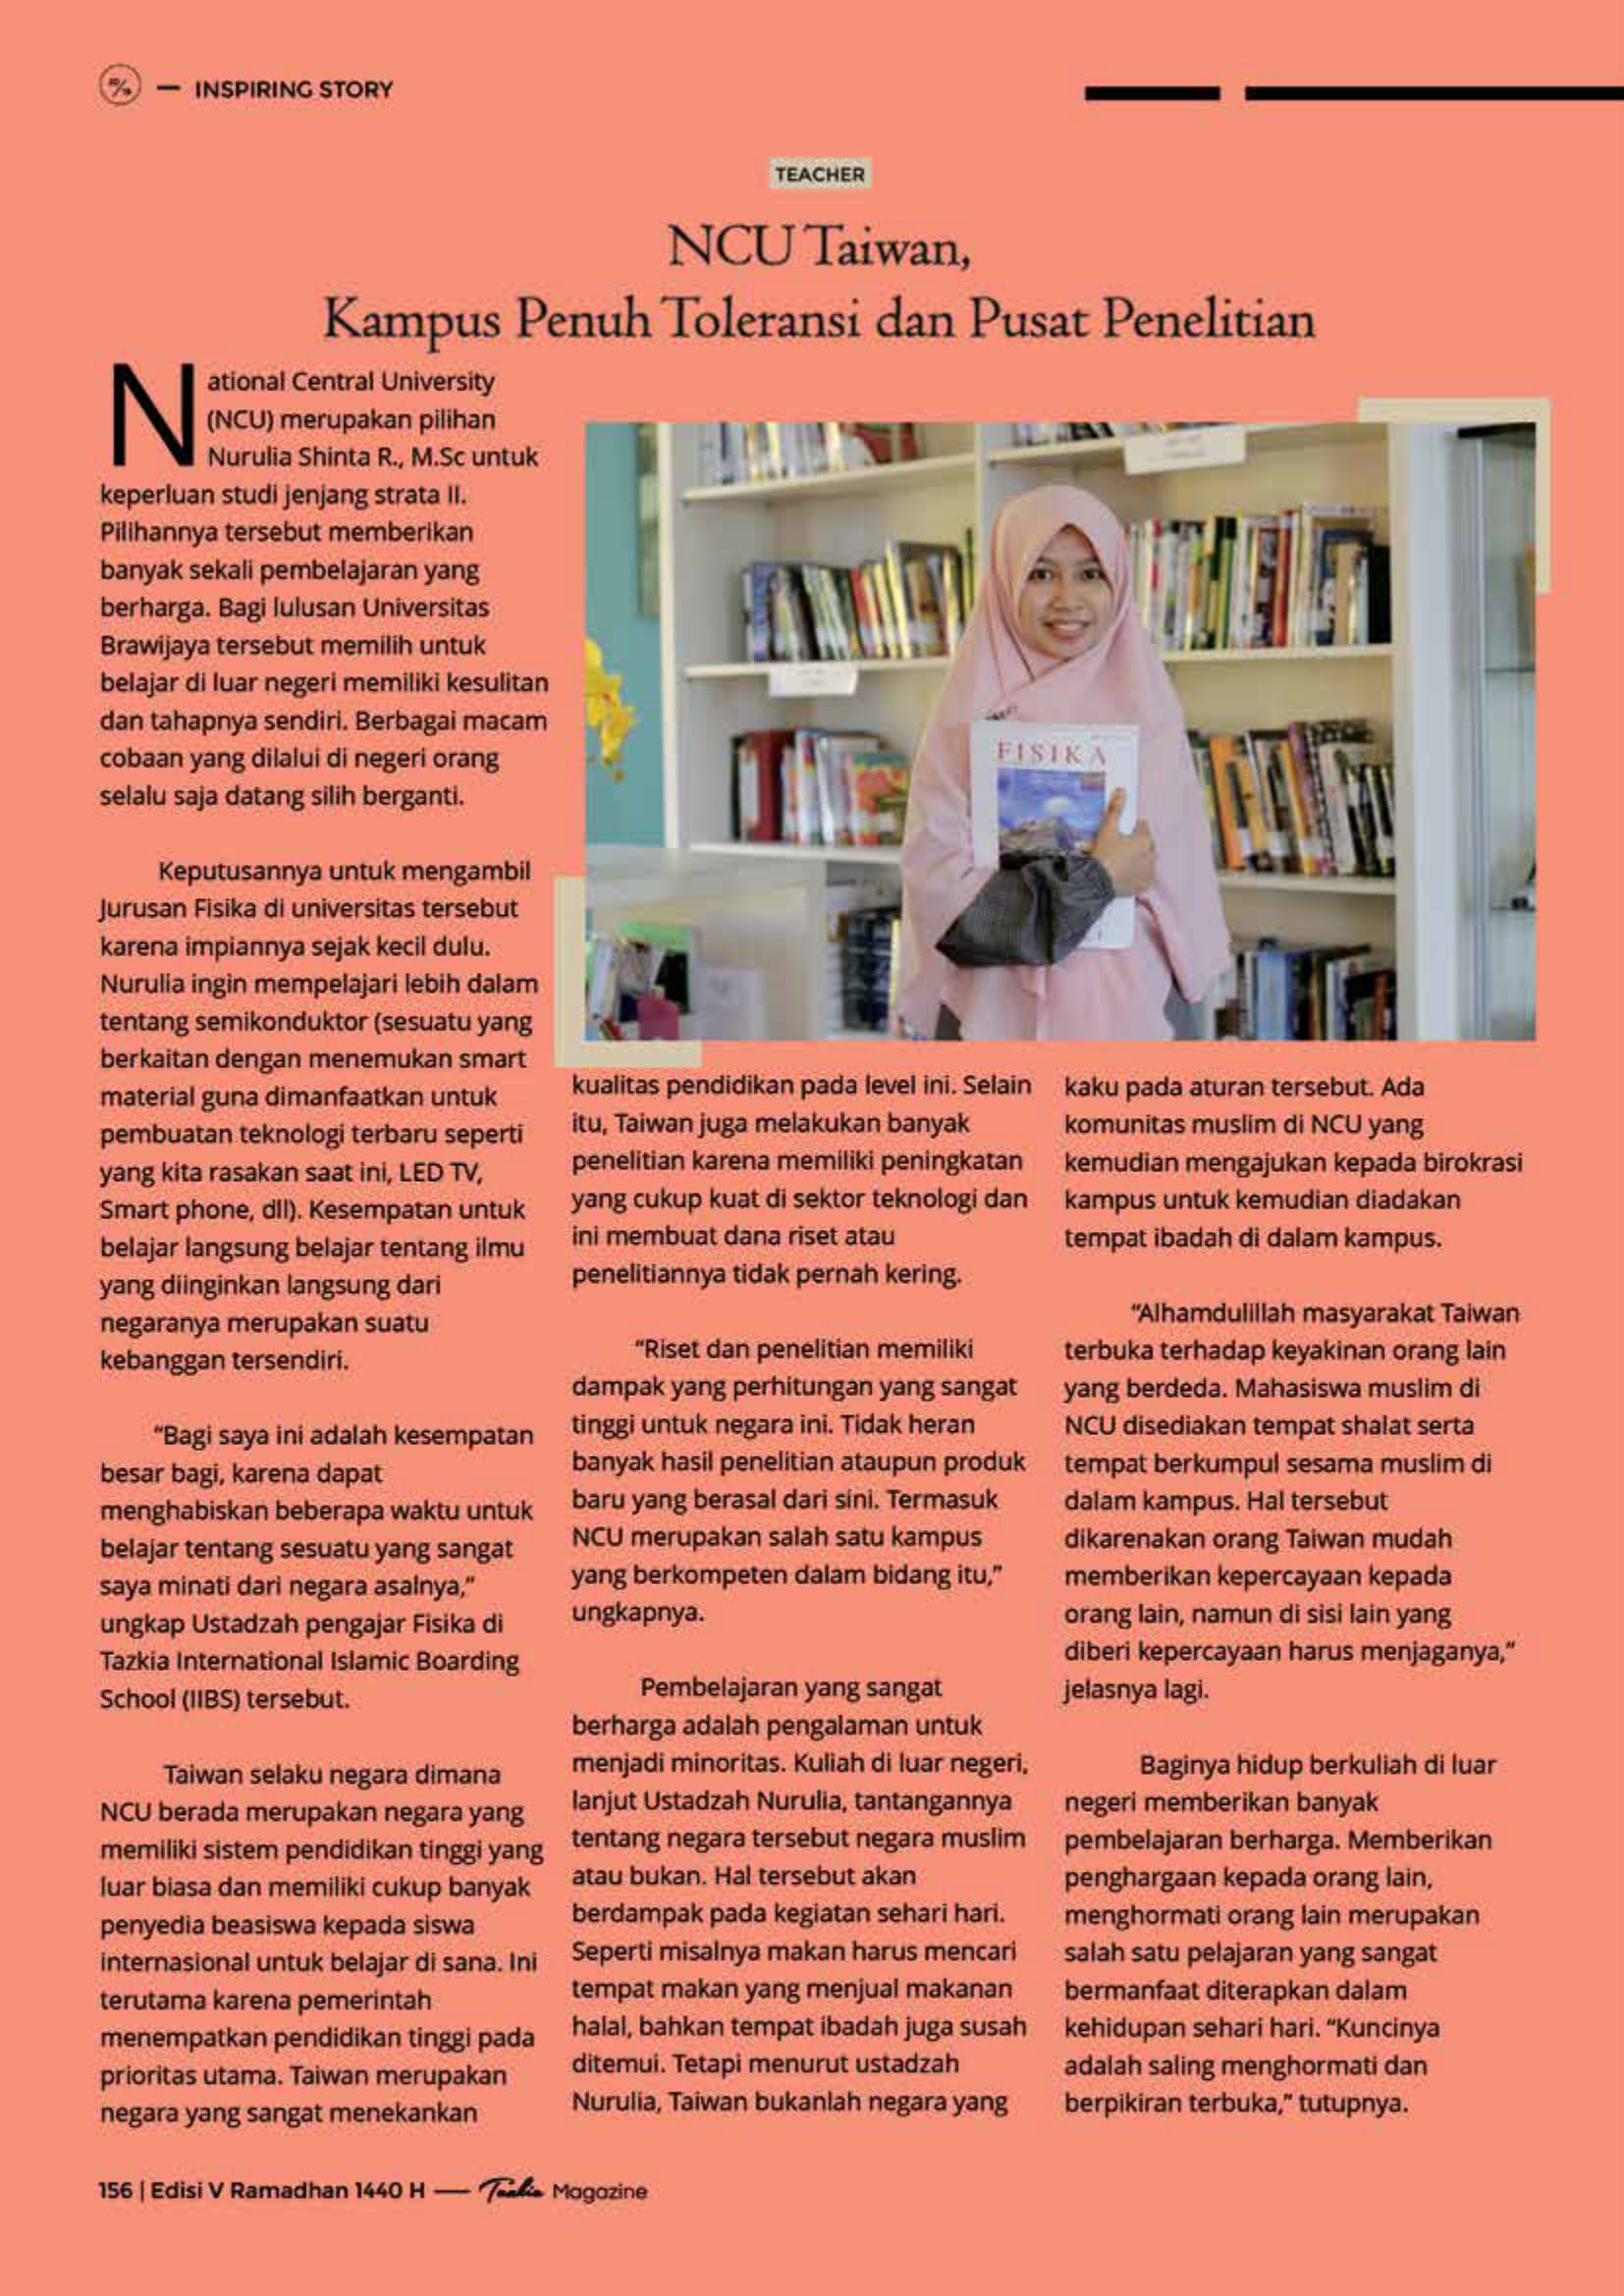 INSPIRING STORY
TEACHER
NCU Taiwan,
Kampus Penuh Toleransi dan Pusat Penelitian
National Central University
(NCU) merupakan pilihan
Nurulia Shinta R., M.Sc untuk
keperluan studi jenjang strata II.
Pilihannya tersebut memberikan
banyak sekali pembelajaran yang
berharga. Bagi lulusan Universitas
Brawijaya tersebut memilih untuk
belajar di luar negeri memiliki kesulitan
dan tahapnya sendiri. Berbagai macam
cobaan yang dilalui di negeri orang
selalu saja datang silih berganti.
Keputusannya untuk mengambil
Jurusan Fisika di universitas tersebut
karena impiannya sejak kecil dulu.
Nurulia ingin mempelajari lebih dalam
tentang semikonduktor (sesuatu yang
berkaitan dengan menemukan smart
material guna dimanfaatkan untuk
pembuatan teknologi terbaru seperti
yang kita rasakan saat ini, LED TV,
Smart phone, dll). Kesempatan untuk
belajar langsung belajar tentang ilmu
yang diinginkan langsung dari
negaranya merupakan suatu
kebanggan tersendiri.
“Bagi saya ini adalah kesempatan
besar bagi, karena dapat
menghabiskan beberapa waktu untuk
belajar tentang sesuatu yang sangat
saya minati dari negara asalnya,”
ungkap Ustadzah pengajar Fisika di
Tazkia International Islamic Boarding
School (IIBS) tersebut.
Taiwan selaku negara dimana
NCU berada merupakan negara yang
memiliki sistem pendidikan tinggi yang
luar biasa dan memiliki cukup banyak
penyedia beasiswa kepada siswa
internasional untuk belajar di sana. Ini
terutama karena pemerintah
menempatkan pendidikan tinggi pada
prioritas utama. Taiwan merupakan
negara yang sangat menekankan
FISIKA
kualitas pendidikan pada level ini. Selain
itu, Taiwan juga melakukan banyak
penelitian karena memiliki peningkatan
yang cukup kuat di sektor teknologi dan
ini membuat dana riset atau
penelitiannya tidak pernah kering.
“Riset dan penelitian memiliki
dampak yang perhitungan yang sangat
tinggi untuk negara ini. Tidak heran
banyak hasil penelitian ataupun produk
baru yang berasal dari sini. Termasuk
NCU merupakan salah satu kampus
yang berkompeten dalam bidang itu,”
ungkapnya.
Pembelajaran yang sangat
berharga adalah pengalaman untuk
menjadi minoritas. Kuliah di luar negeri,
lanjut Ustadzah Nurulia, tantangannya
tentang negara tersebut negara muslim
atau bukan. Hal tersebut akan
berdampak pada kegiatan sehari hari.
Seperti misalnya makan harus mencari
tempat makan yang menjual makanan
halal, bahkan tempat ibadah juga susah
ditemui. Tetapi menurut ustadzah
Nurulia, Taiwan bukanlah negara yang
kaku pada aturan tersebut. Ada
komunitas muslim di NCU yang
kemudian mengajukan kepada birokrasi
kampus untuk kemudian diadakan
tempat ibadah di dalam kampus.
“Alhamdulillah masyarakat Taiwan
terbuka terhadap keyakinan orang lain
yang berdeda. Mahasiswa muslim di
NCU disediakan tempat shalat serta
tempat berkumpul sesama muslim di
dalam kampus. Hal tersebut
dikarenakan orang Taiwan mudah
memberikan kepercayaan kepada
orang lain, namun di sisi lain yang
diberi kepercayaan harus menjaganya,”
jelasnya lagi.
Baginya hidup berkuliah di luar
negeri memberikan banyak
pembelajaran berharga. Memberikan
penghargaan kepada orang lain,
menghormati orang lain merupakan
salah satu pelajaran yang sangat
bermanfaat diterapkan dalam
kehidupan sehari hari. “Kuncinya
adalah saling menghormati dan
berpikiran terbuka,” tutupnya.
156 | Edisi V Ramadhan 1440 H — Tazkia Magazine